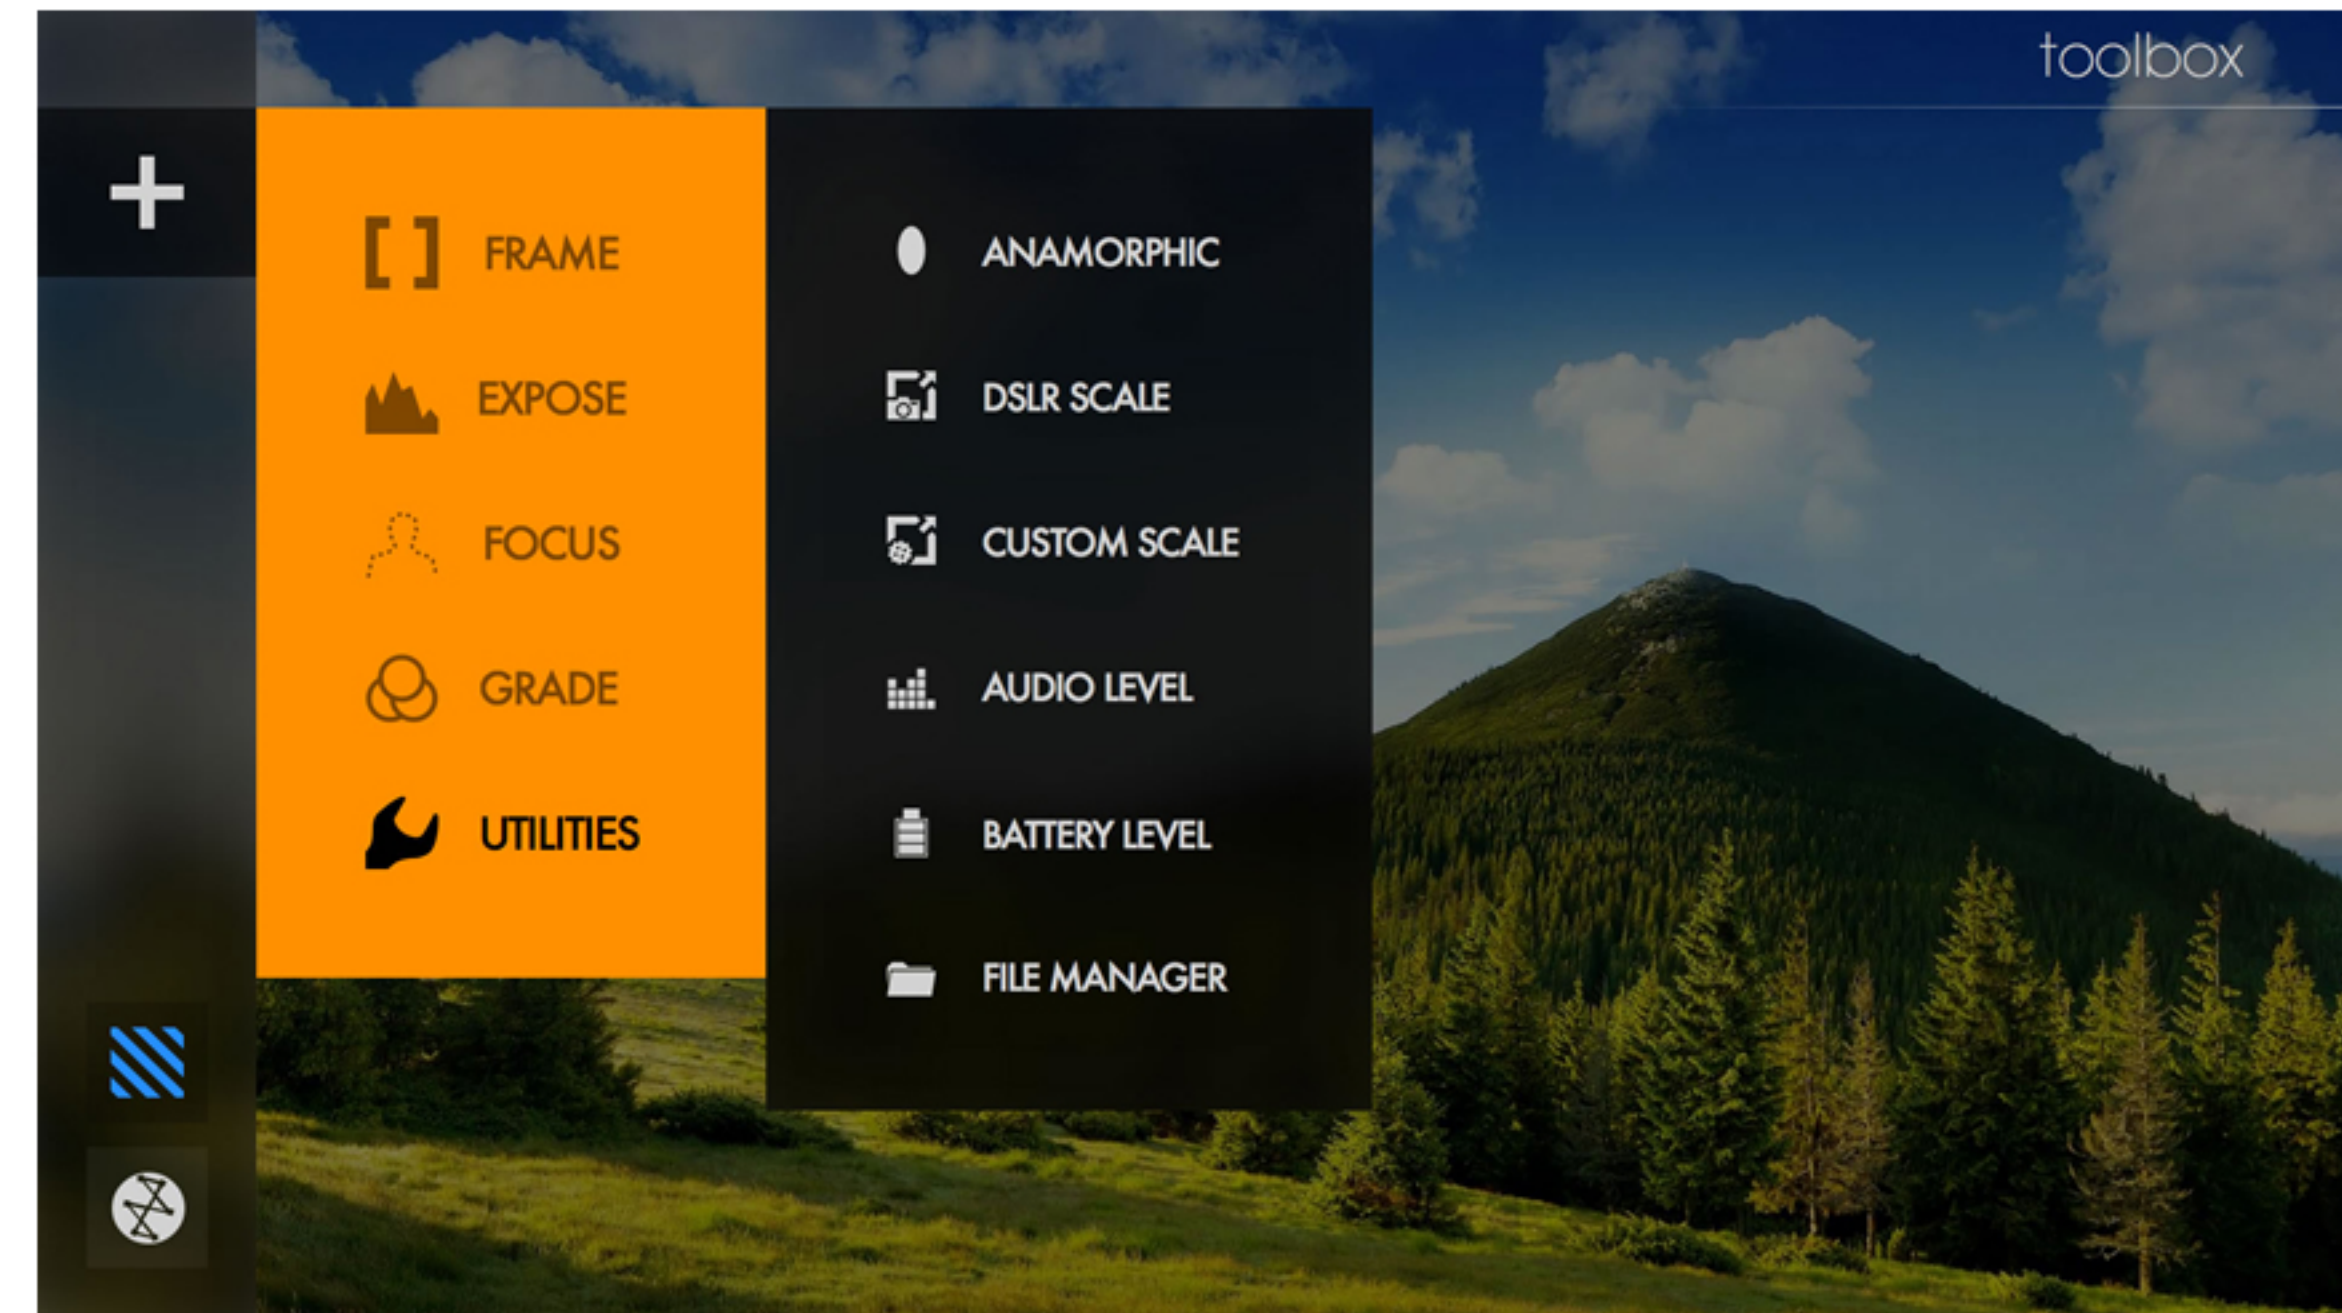 toolbox
FRAME
EXPOSE
FOCUS
GRADE
UTILITIES
ANAMORPHIC
DSLR SCALE
CUSTOM SCALE
AUDIO LEVEL
BATTERY LEVEL
FILE MANAGER